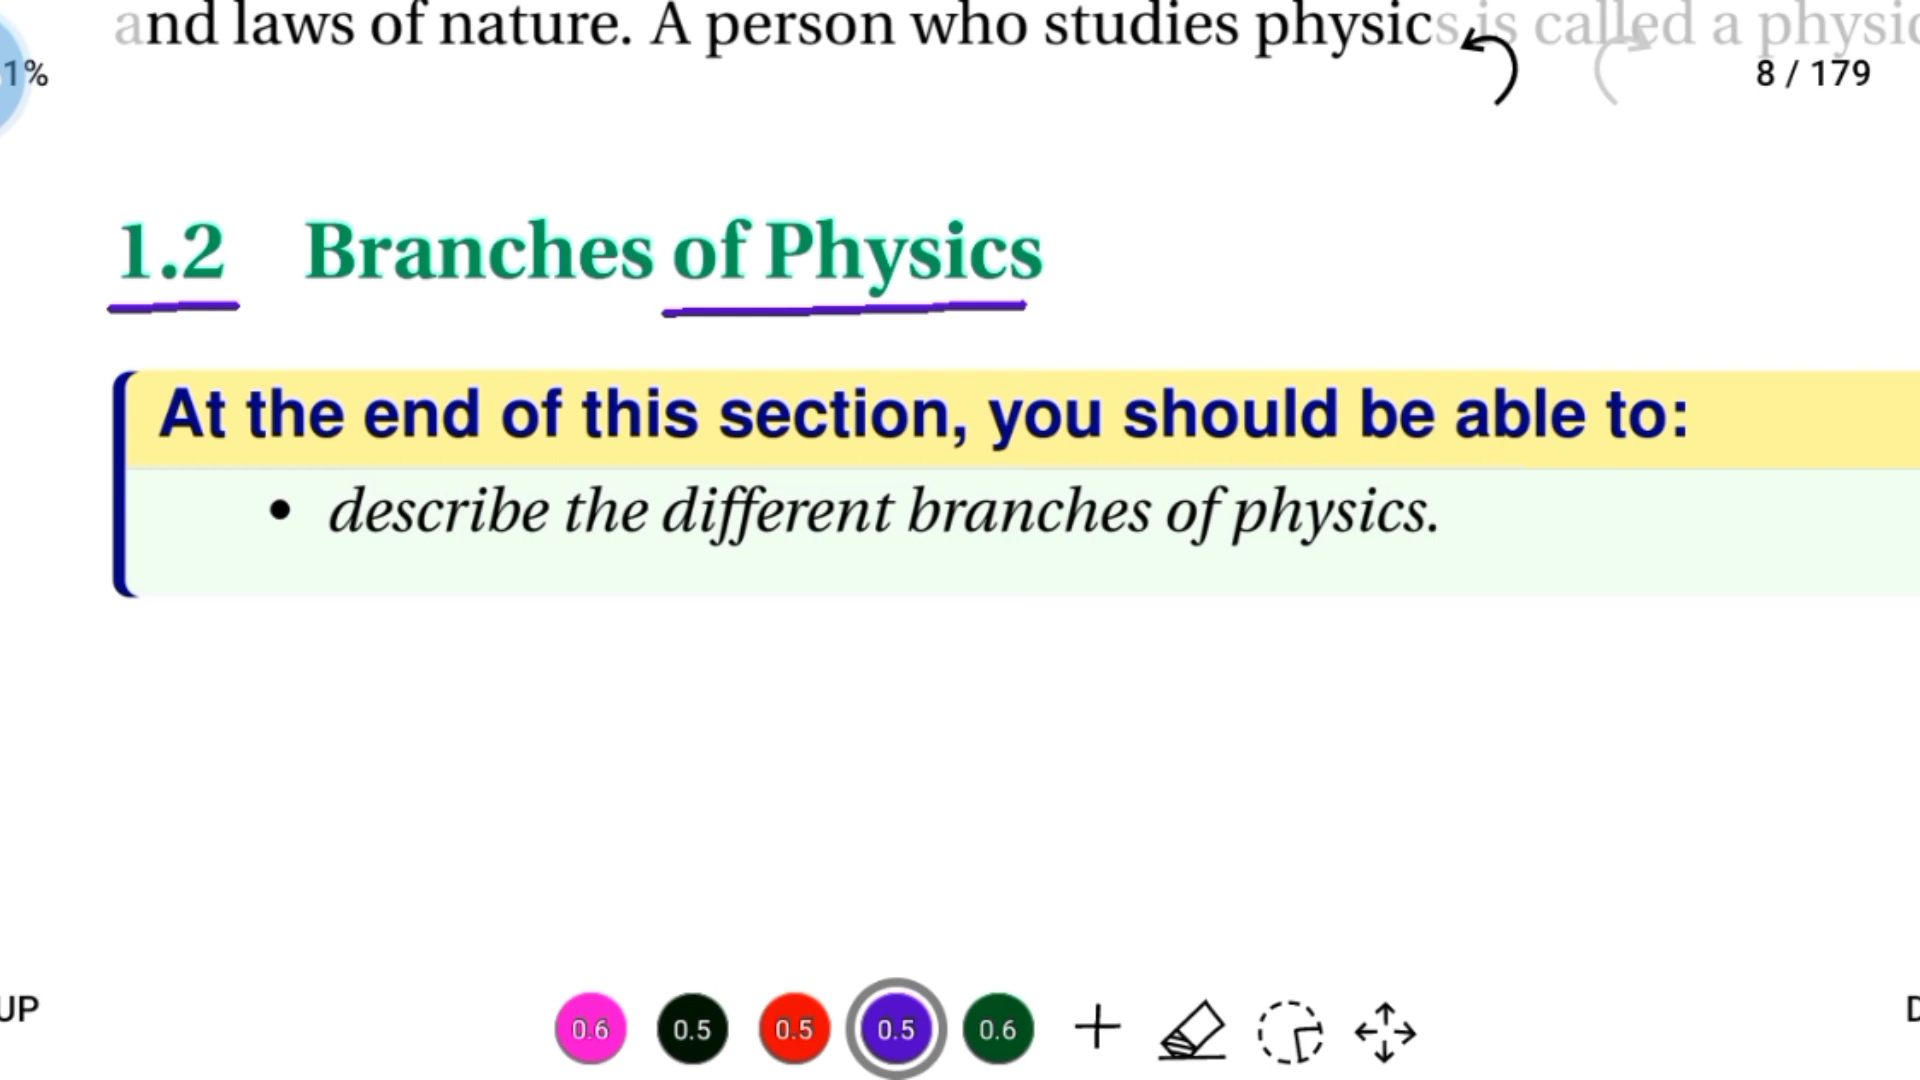 and laws of nature. A person who studies physics is called a physic
1%
8 / 179
1.2 Branches of Physics
At the end of this section, you should be able to:
• describe the different branches of physics.
UP
D
0.6 0.5 0.5 0.5 0.6